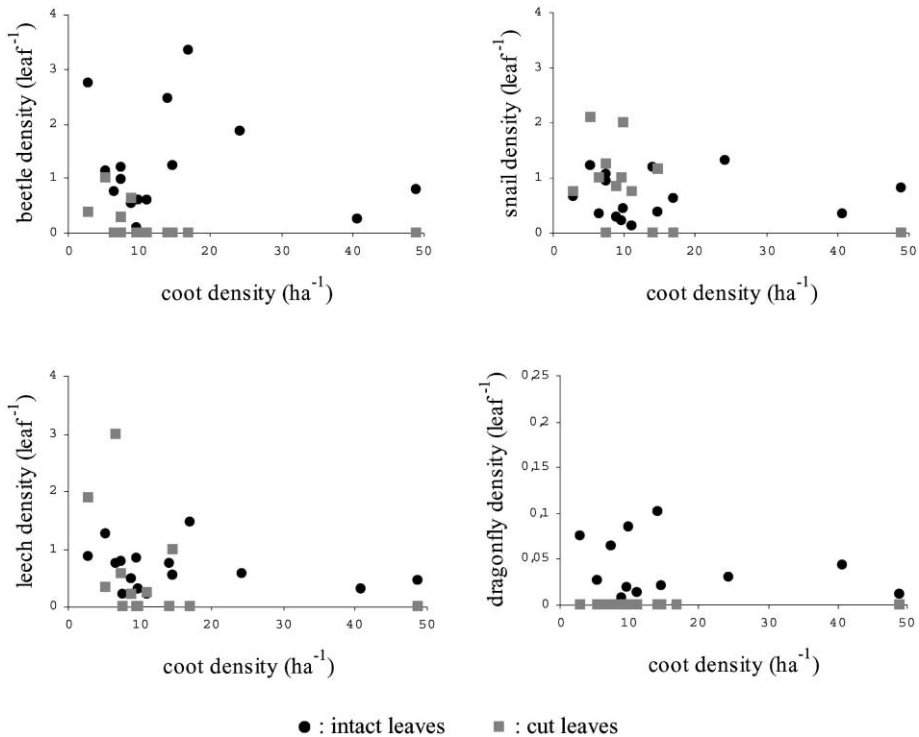 beetle density (leaf⁻¹)
4
3
2
1
0
0 10 20 30 40 50
coot density (ha⁻¹)
snail density (leaf⁻¹)
4
3
2
1
0
0 10 20 30 40 50
coot density (ha⁻¹)
leech density (leaf⁻¹)
4
3
2
1
0
0 10 20 30 40 50
coot density (ha⁻¹)
dragonfly density (leaf⁻¹)
0,25
0,2
0,15
0,1
0,05
0
0 10 20 30 40 50
coot density (ha⁻¹)
: intact leaves : cut leaves